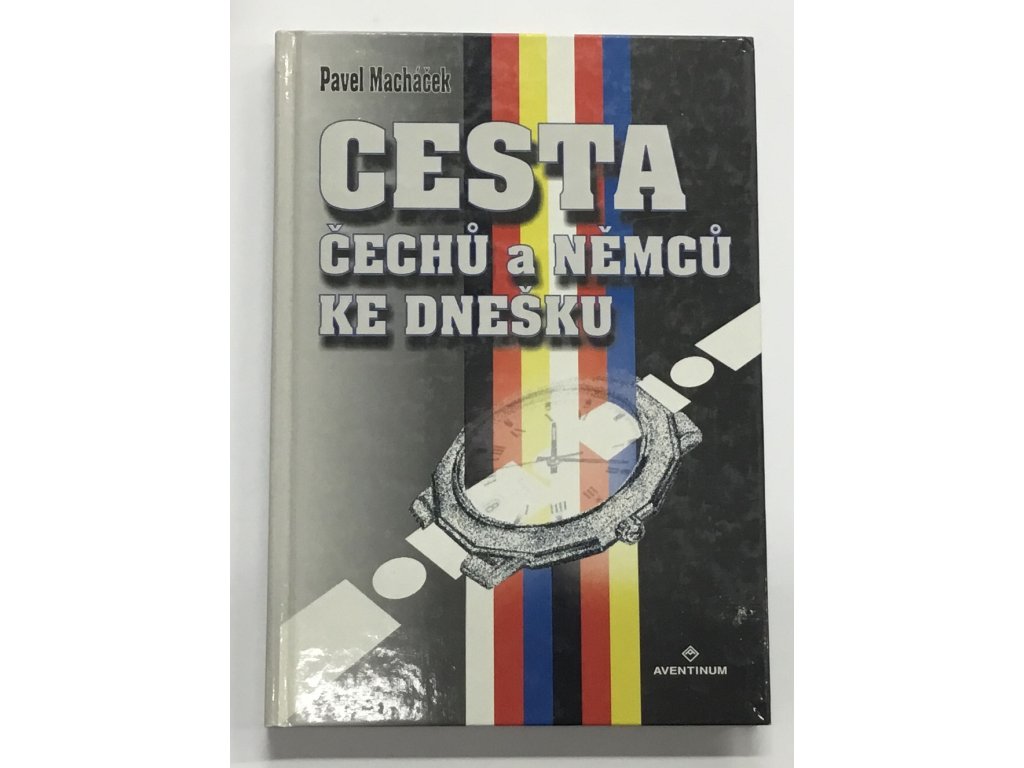 Pavel Macháček
CESTA
ČECHŮ a NĚMCŮ
KE DNEŠKU
AVENTINUM